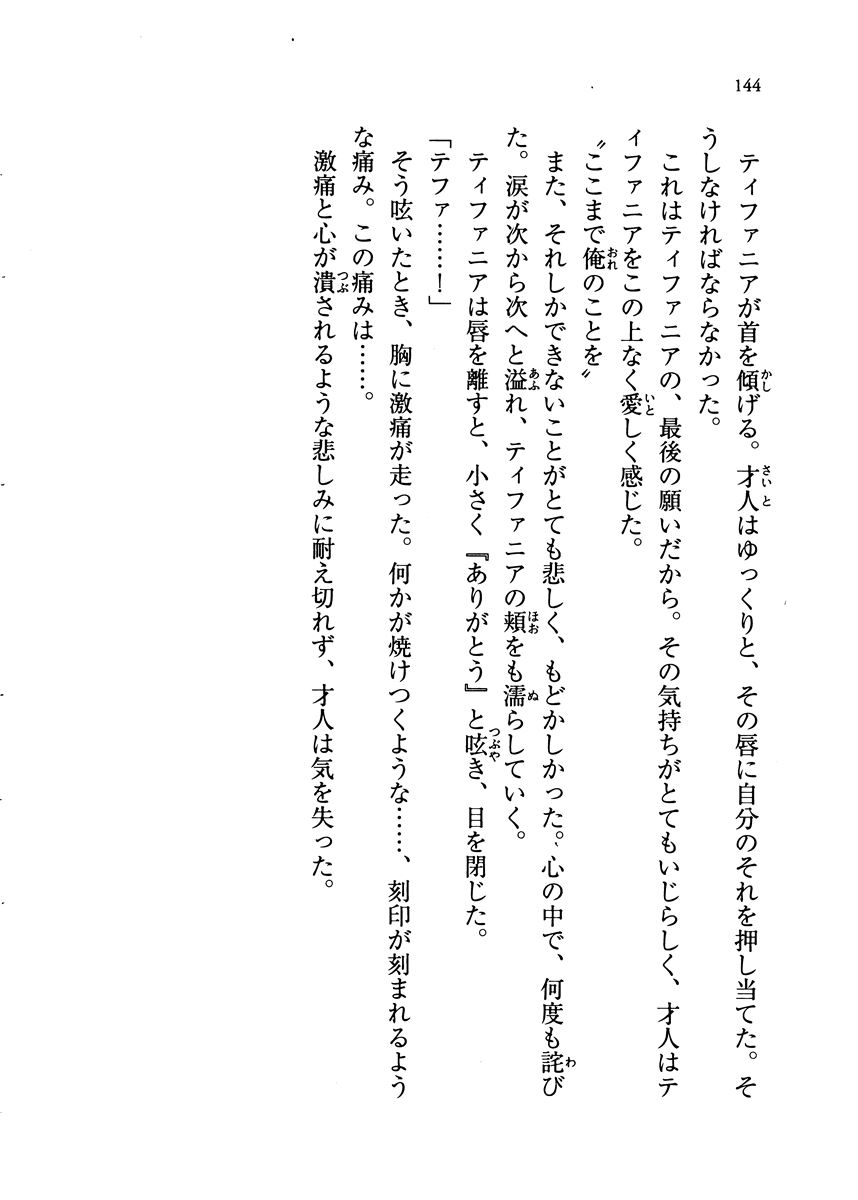 144
ティファニアが首を傾げる。才人はゆっくりと、その唇に自分のそれを押し当てた。そ
うしなければならなかった。
これはティファニアの、最後の願いだから。その気持ちがとてもいじらしく、才人はテ
ィファニアをこの上なく愛しく感じた。
〝ここまで俺のことを〟
また、それしかできないことがとても悲しく、もどかしかった。心の中で、何度も詫び
た。涙が次から次へと溢れ、ティファニアの頬をも濡らしていく。
ティファニアは唇を離すと、小さく『ありがとう』と呟き、目を閉じた。
「テファ……！」
そう呟いたとき、胸に激痛が走った。何かが焼けつくような……、刻印が刻まれるよう
な痛み。この痛みは……。
激痛と心が潰されるような悲しみに耐え切れず、才人は気を失った。